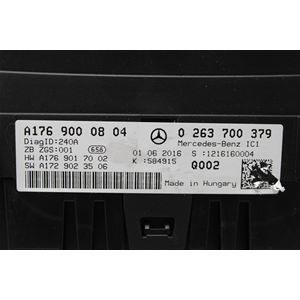 A176 900 08 04
0 263 700 379
DiagID:240A
Mercedes-Benz IC1
ZB ZGS:001
658
01 06 2016
S :1216160004
HW A176 901 70 02
K :584915
Q002
SW A172 902 35 06
Made in Hungary